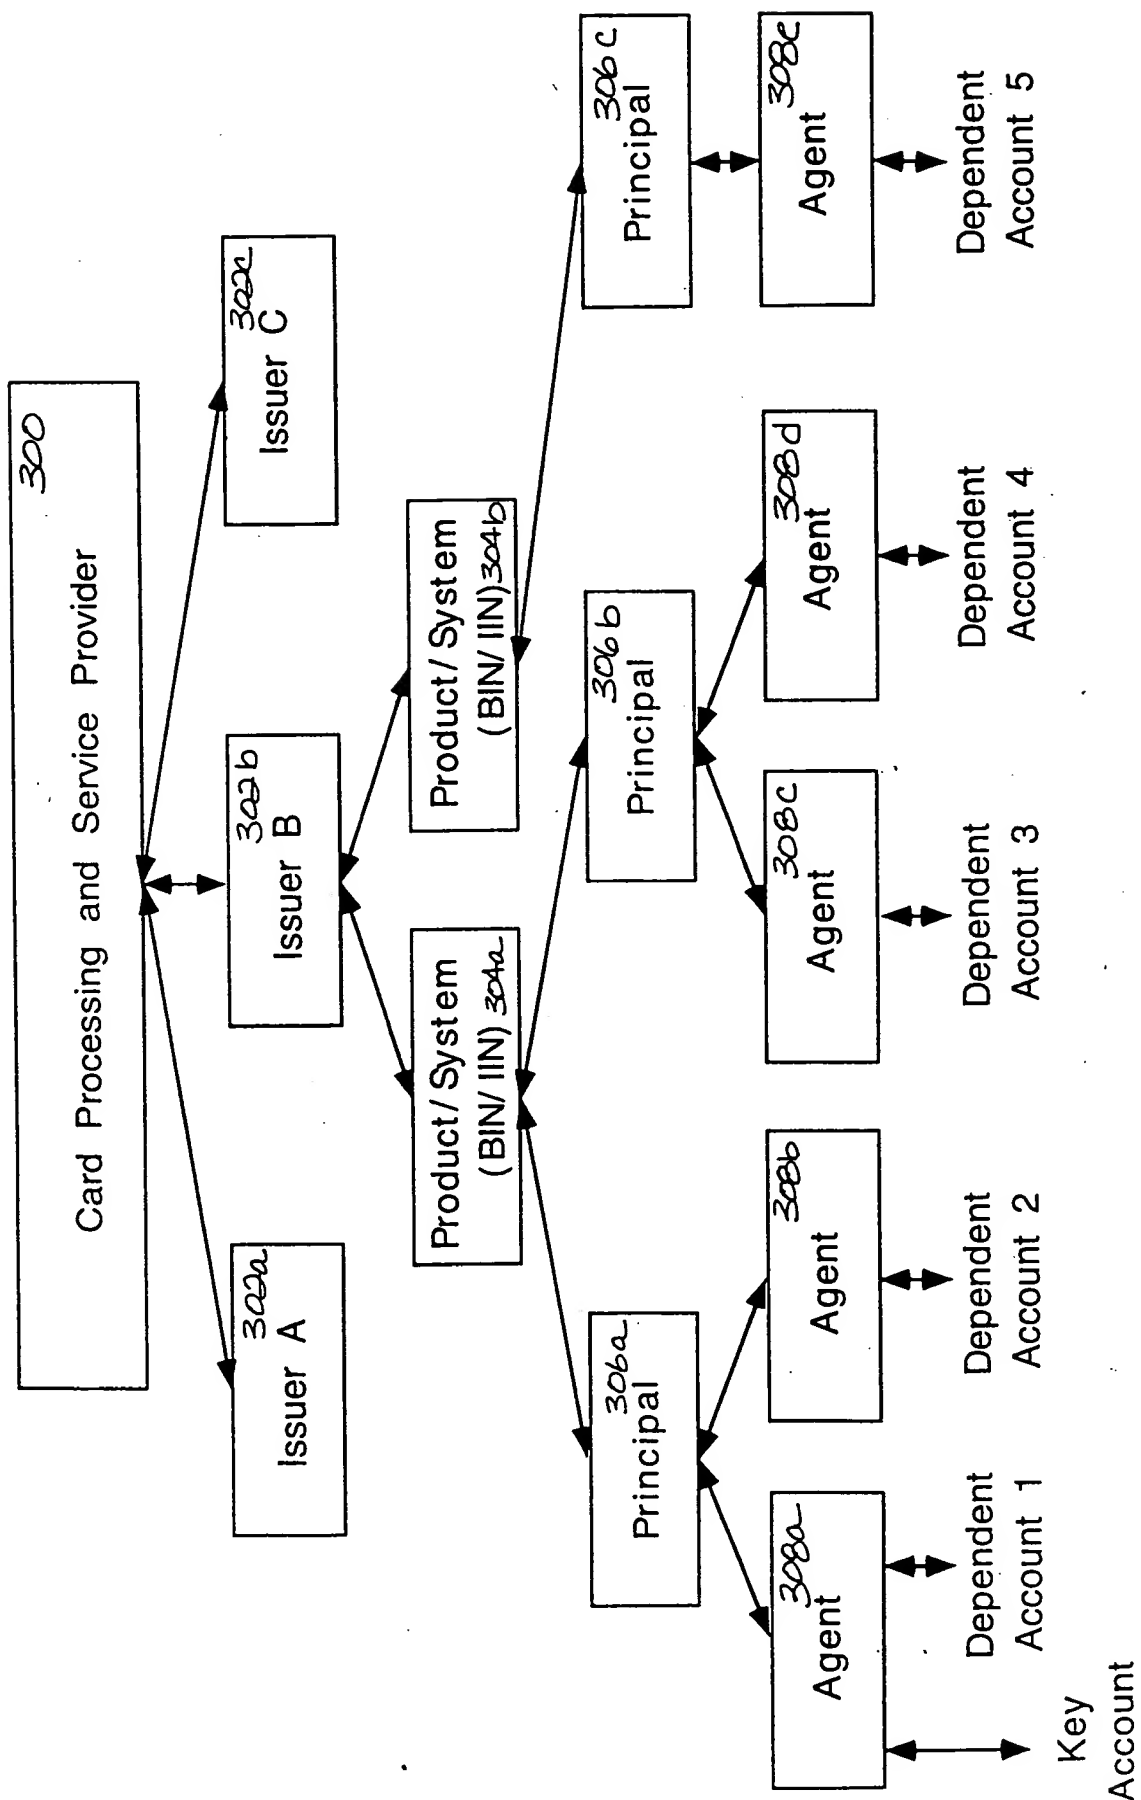 300
Card Processing and Service Provider
302a
Issuer A
302b
Issuer B
302c
Issuer C
Product/System
(BIN/IIN) 304a
Product/System
(BIN/IIN) 304b
306a
Principal
306b
Principal
306c
Principal
308a
Agent
308b
Agent
308c
Agent
308d
Agent
308e
Agent
Key
Account
Dependent
Account 1
Dependent
Account 2
Dependent
Account 3
Dependent
Account 4
Dependent
Account 5